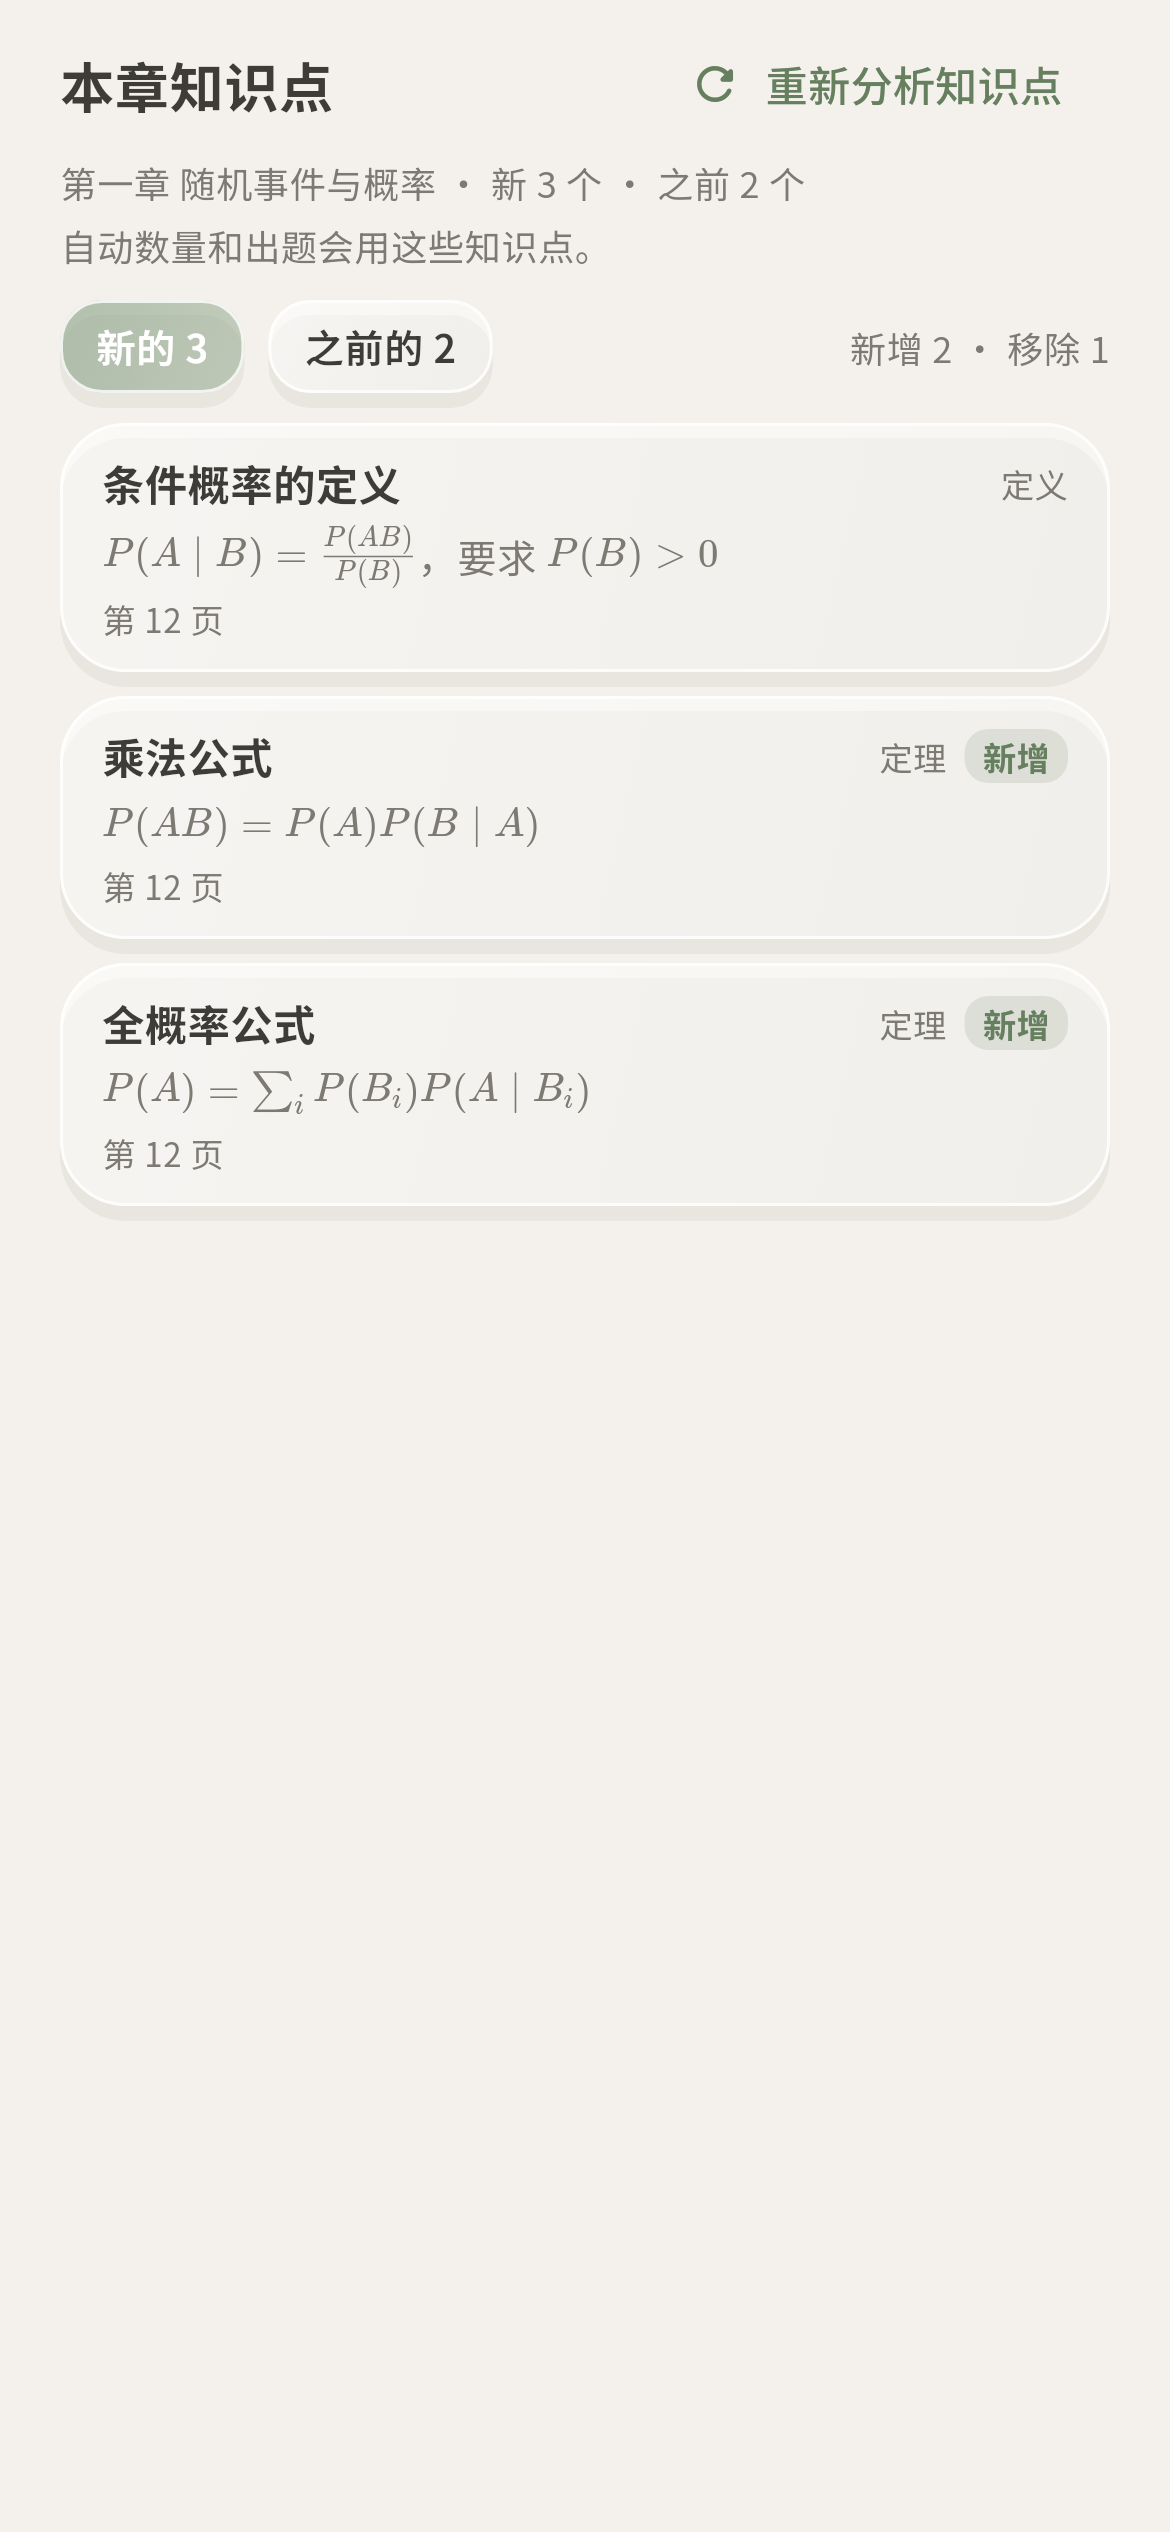 本章知识点
重新分析知识点
第一章 随机事件与概率 · 新 3 个 · 之前 2 个
自动数量和出题会用这些知识点。
新的 3
之前的 2
新增 2 · 移除 1
条件概率的定义
定义
P(A | B) = P(AB)/P(B)，要求 P(B) > 0
第 12 页
乘法公式
定理 新增
P(AB) = P(A)P(B | A)
第 12 页
全概率公式
定理 新增
P(A) = ∑ᵢ P(Bᵢ)P(A | Bᵢ)
第 12 页